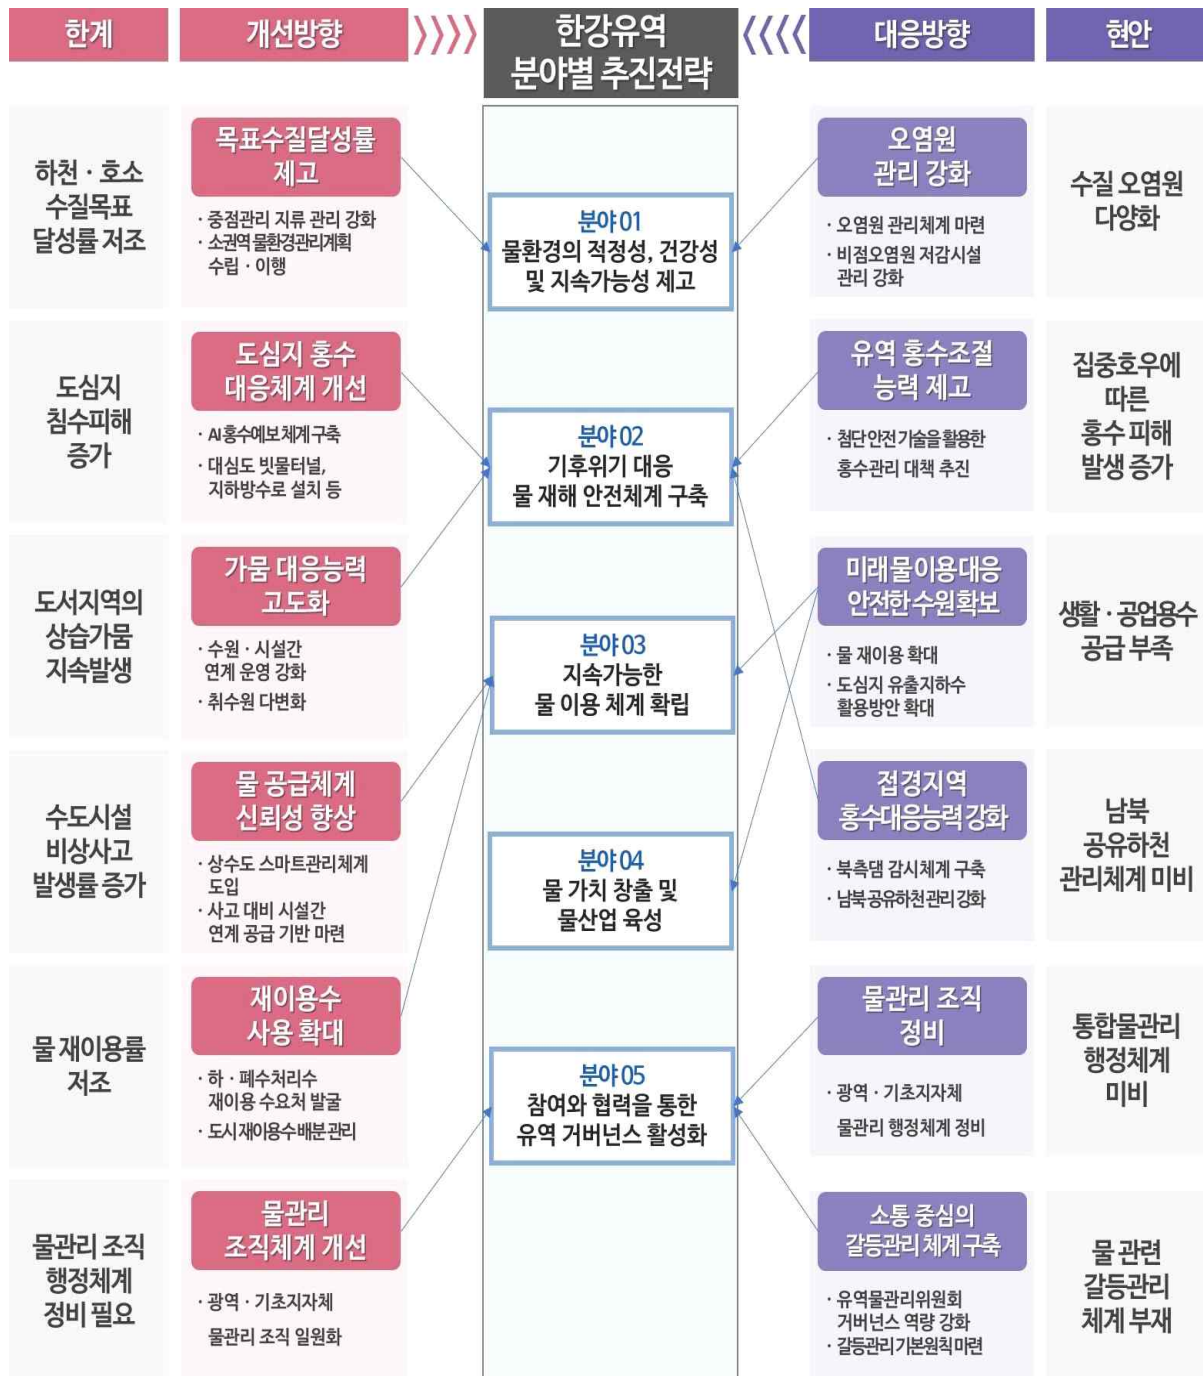 한계
개선방향
한강유역
분야별 추진전략
대응방향
현안
하천 · 호소
수질목표
달성률 저조
목표수질달성률
제고
· 중점관리 지류 관리 강화
· 소권역 물환경관리계획
수립 · 이행
분야 01
물환경의 적정성, 건강성
및 지속가능성 제고
오염원
관리 강화
· 오염원 관리체계 마련
· 비점오염원 저감시설
관리 강화
수질 오염원
다양화
도심지
침수피해
증가
도심지 홍수
대응체계 개선
· AI 홍수예보 체계 구축
· 대심도 빗물터널,
지하방수로 설치 등
분야 02
기후위기 대응
물 재해 안전체계 구축
유역 홍수조절
능력 제고
· 첨단 안전 기술을 활용한
홍수관리 대책 추진
집중호우에
따른
홍수 피해
발생 증가
도서지역의
상습가뭄
지속발생
가뭄 대응능력
고도화
· 수원 · 시설간
연계 운영 강화
· 취수원 다변화
분야 03
지속가능한
물 이용 체계 확립
미래 물 이용 대응
안전한 수원 확보
· 물 재이용 확대
· 도심지 유출지하수
활용방안 확대
생활 · 공업용수
공급 부족
수도시설
비상사고
발생률 증가
물 공급체계
신뢰성 향상
· 상수도 스마트관리체계
도입
· 사고 대비 시설간
연계 공급 기반 마련
분야 04
물 가치 창출 및
물산업 육성
접경지역
홍수대응능력 강화
· 북측댐 감시체계 구축
· 남북 공유하천 관리 강화
남북
공유하천
관리체계 미비
물 재이용률
저조
재이용수
사용 확대
· 하 · 폐수처리수
재이용 수요처 발굴
· 도시 재이용수 배분 관리
분야 05
참여와 협력을 통한
유역 거버넌스 활성화
물관리 조직
정비
· 광역 · 기초지자체
물관리 행정체계 정비
통합물관리
행정체계
미비
물관리 조직
행정체계
정비 필요
물관리
조직체계 개선
· 광역 · 기초지자체
물관리 조직 일원화
소통 중심의
갈등관리 체계 구축
· 유역물관리위원회
거버넌스 역량 강화
· 갈등관리 기본원칙 마련
물 관련
갈등관리
체계 부재